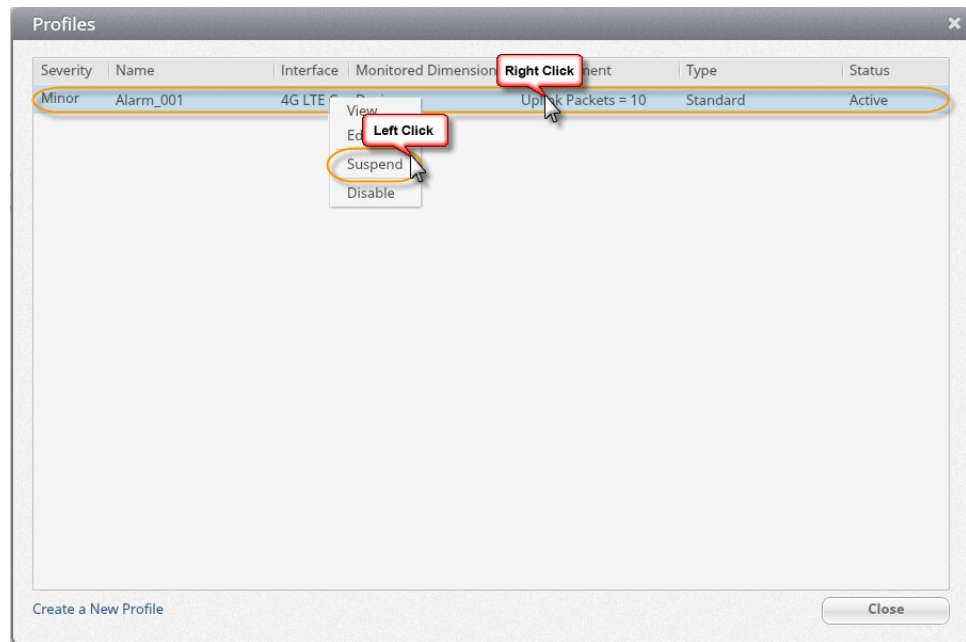 Profiles
Severity Name Interface Monitored Dimension Right Click Type Status
Minor Alarm_001 4G LTE Packets = 10 Standard Active
View
Left Click
Suspend
Disable
Create a New Profile Close